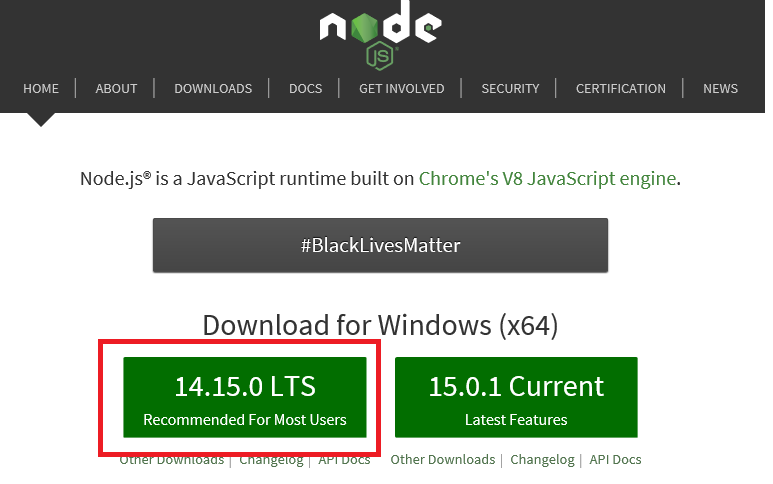 node
JS
HOME | ABOUT | DOWNLOADS | DOCS | GET INVOLVED | SECURITY | CERTIFICATION | NEWS
Node.js® is a JavaScript runtime built on Chrome's V8 JavaScript engine.
#BlackLivesMatter
Download for Windows (x64)
14.15.0 LTS
Recommended For Most Users
15.0.1 Current
Latest Features
Other Downloads | Changelog | API Docs
Other Downloads | Changelog | API Docs